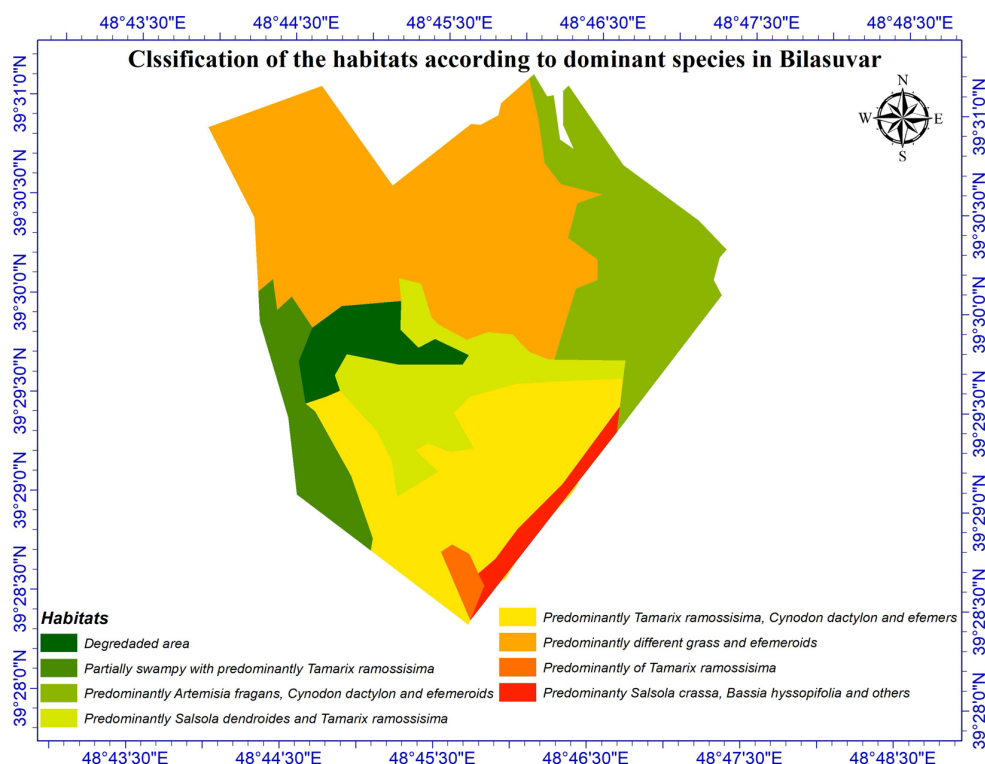 48°43'30"E 48°44'30"E 48°45'30"E 48°46'30"E 48°47'30"E 48°48'30"E
Clssification of the habitats according to dominant species in Bilasuvar
N
W E
S
39°31'0"N
39°30'30"N
39°30'0"N
39°29'30"N
39°29'0"N
39°28'30"N
39°28'0"N
39°31'0"N
39°30'30"N
39°30'0"N
39°29'30"N
39°29'0"N
39°28'30"N
39°28'0"N
Habitats
Degredaded area
Partially swampy with predominantly Tamarix ramossisima
Predominantly Artemisia fragans, Cynodon dactylon and efemeroids
Predominantly Salsola dendroides and Tamarix ramossisima
Predominantly Tamarix ramossisima, Cynodon dactylon and efemers
Predominantly different grass and efemeroids
Predominantly of Tamarix ramossisima
Predominanty Salsola crassa, Bassia hyssopifolia and others
48°43'30"E 48°44'30"E 48°45'30"E 48°46'30"E 48°47'30"E 48°48'30"E